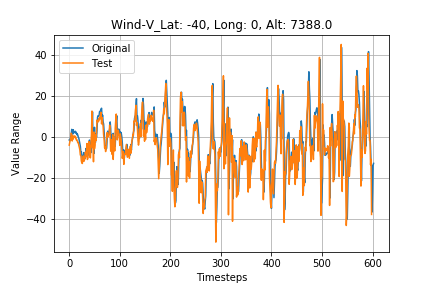 Wind-V_Lat: -40, Long: 0, Alt: 7388.0
Original
Test
Value Range
40
20
0
−20
−40
0 100 200 300 400 500 600
Timesteps